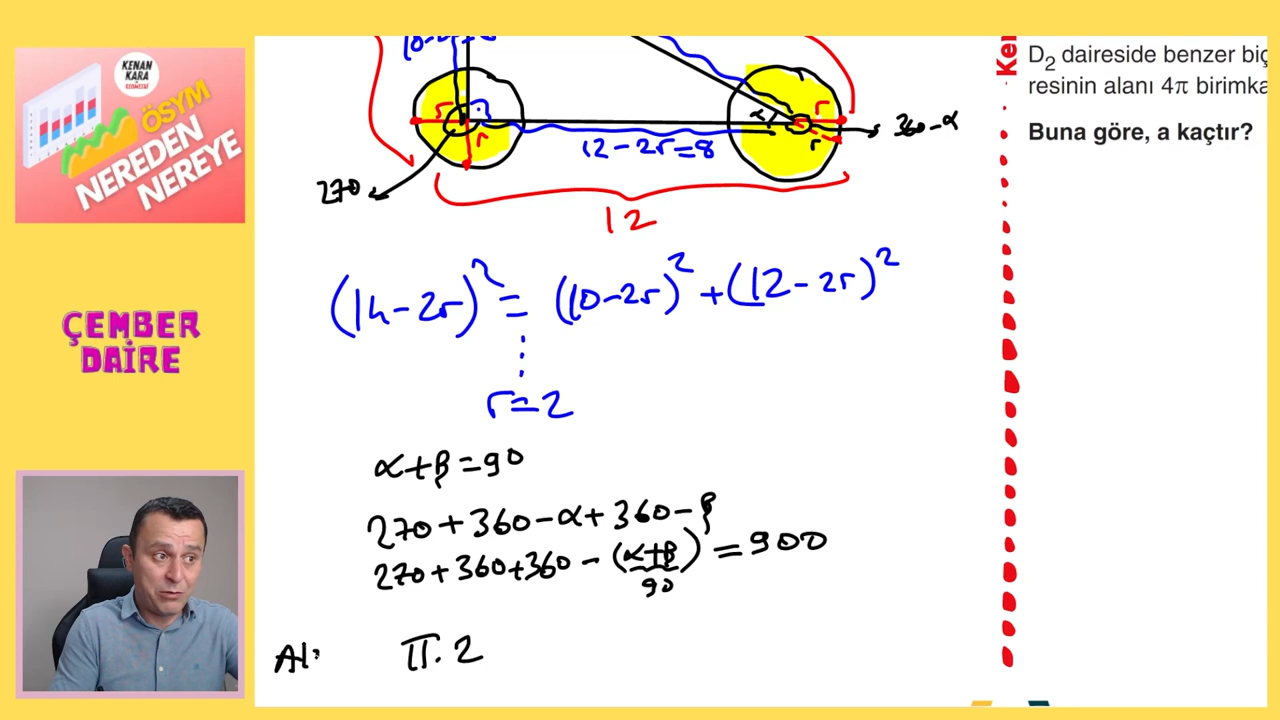 KENAN
KARA
ÖSYM
NEREDEN
NEREYE
ÇEMBER
DAİRE
r
r
270
12-2r=8
α
r
r
360-α
12
(14-2r)² = (10-2r)² + (12-2r)²
r=2
α+β=90
270+360-α+360-β
270+360+360-(α+β) = 900
90
Al:
π.2
Ke
D₂ daireside benzer biç
resinin alanı 4π birimka
Buna göre, a kaçtır?